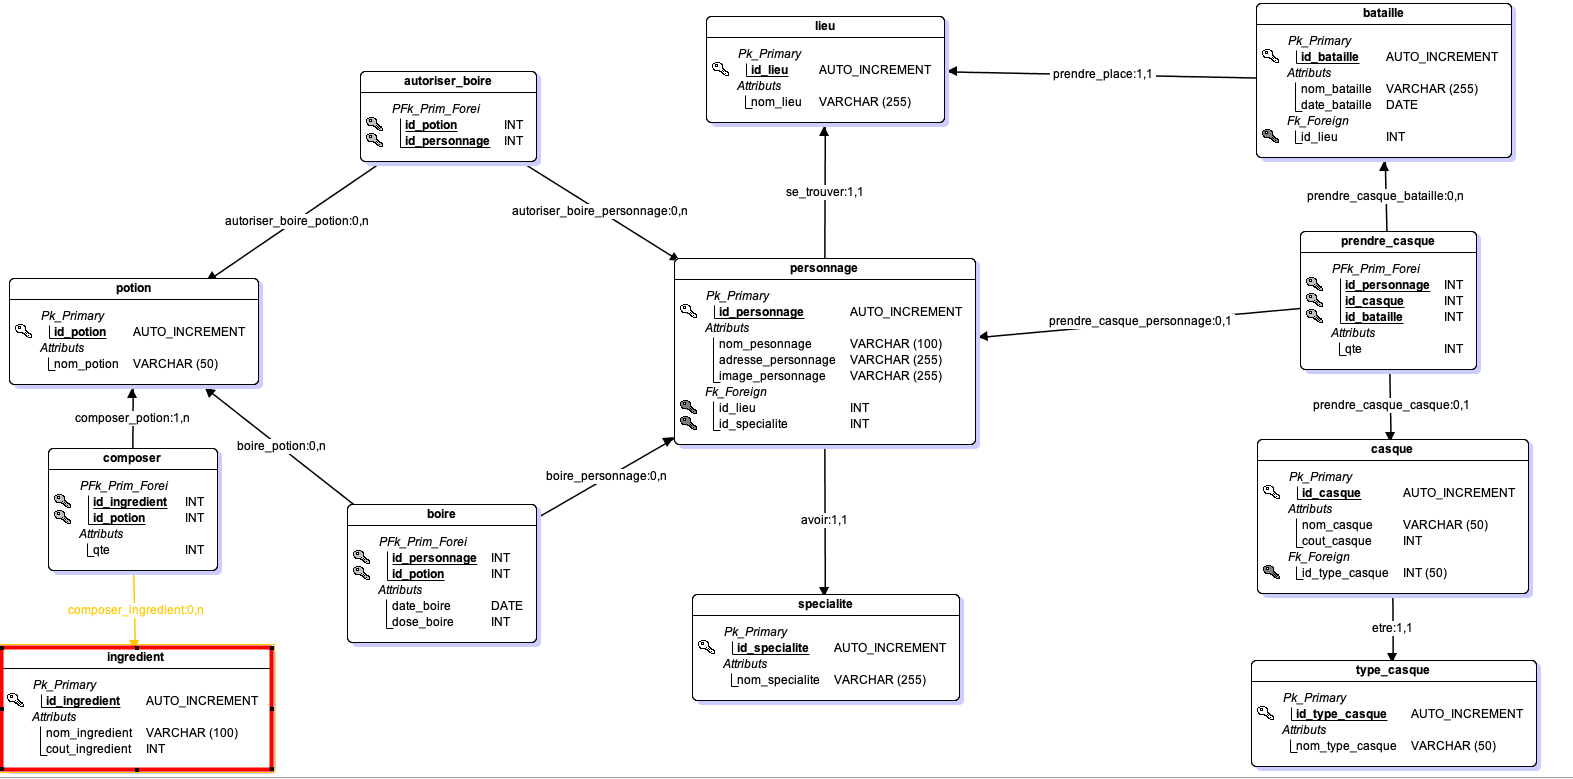 autoriser_boire
PFk_Prim_Forei
id_potion INT
id_personnage INT
lieu
Pk_Primary
id_lieu AUTO_INCREMENT
Attributs
nom_lieu VARCHAR (255)
bataille
Pk_Primary
id_bataille AUTO_INCREMENT
Attributs
nom_bataille VARCHAR (255)
date_bataille DATE
Fk_Foreign
id_lieu INT
prendre_place:1,1
se_trouver:1,1
autoriser_boire_potion:0,n
autoriser_boire_personnage:0,n
prendre_casque_bataille:0,n
potion
Pk_Primary
id_potion AUTO_INCREMENT
Attributs
nom_potion VARCHAR (50)
personnage
Pk_Primary
id_personnage AUTO_INCREMENT
Attributs
nom_pesonnage VARCHAR (100)
adresse_personnage VARCHAR (255)
image_personnage VARCHAR (255)
Fk_Foreign
id_lieu INT
id_specialite INT
prendre_casque
PFk_Prim_Forei
id_personnage INT
id_casque INT
id_bataille INT
Attributs
qte INT
prendre_casque_personnage:0,1
prendre_casque_casque:0,1
composer_potion:1,n
boire_potion:0,n
boire_personnage:0,n
avoir:1,1
composer
PFk_Prim_Forei
id_ingredient INT
id_potion INT
Attributs
qte INT
boire
PFk_Prim_Forei
id_personnage INT
id_potion INT
Attributs
date_boire DATE
dose_boire INT
casque
Pk_Primary
id_casque AUTO_INCREMENT
Attributs
nom_casque VARCHAR (50)
cout_casque INT
Fk_Foreign
id_type_casque INT (50)
composer_ingredient:0,n
etre:1,1
ingredient
Pk_Primary
id_ingredient AUTO_INCREMENT
Attributs
nom_ingredient VARCHAR (100)
cout_ingredient INT
specialite
Pk_Primary
id_specialite AUTO_INCREMENT
Attributs
nom_specialite VARCHAR (255)
type_casque
Pk_Primary
id_type_casque AUTO_INCREMENT
Attributs
nom_type_casque VARCHAR (50)